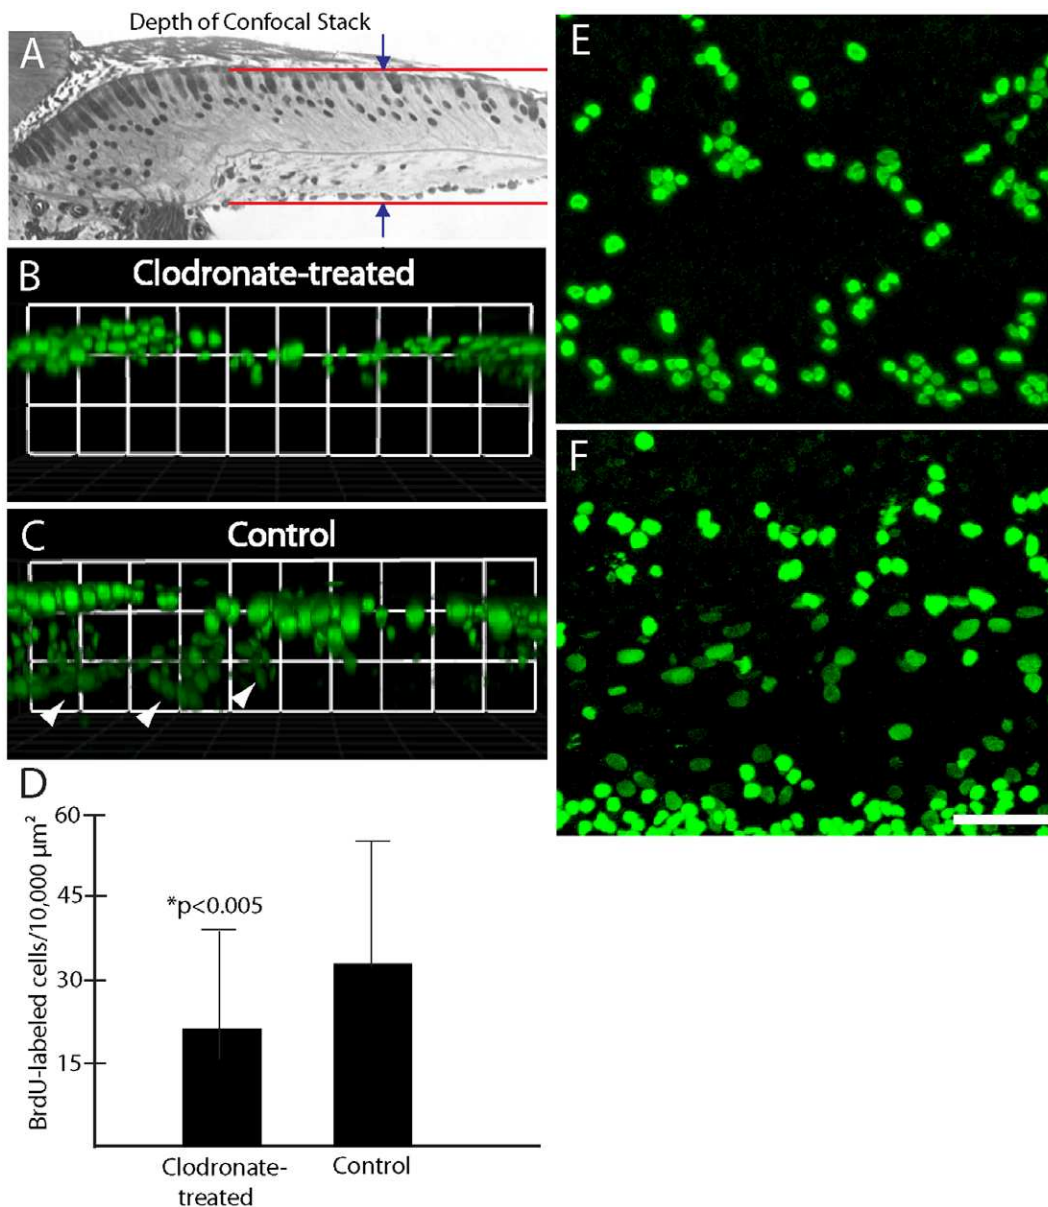 Depth of Confocal Stack
A
B
Clodronate-treated
C
Control
D
60
45
30
15
BrdU-labeled cells/10,000 µm²
*p<0.005
Clodronate-
treated
Control
E
F